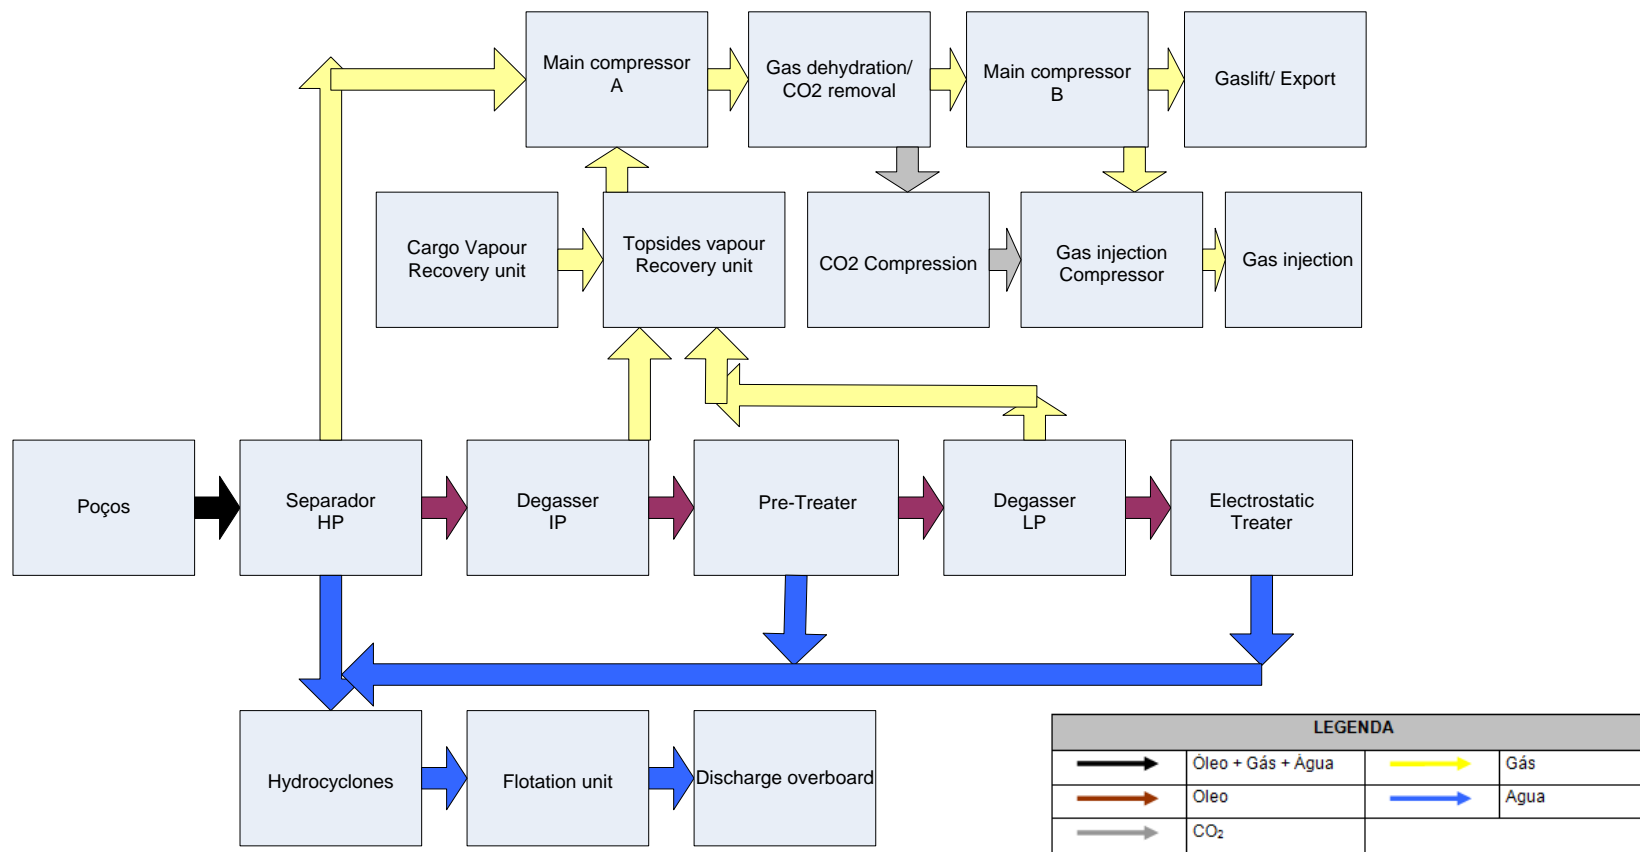 Main compressor
A
Gas dehydration/
CO2 removal
Main compressor
B
Gaslift/ Export
Cargo Vapour
Recovery unit
Topsides vapour
Recovery unit
CO2 Compression
Gas injection
Compressor
Gas injection
Poços
Separador
HP
Degasser
IP
Pre-Treater
Degasser
LP
Electrostatic
Treater
Hydrocyclones
Flotation unit
Discharge overboard
LEGENDA
Óleo + Gás + Água
Gás
Oleo
Agua
CO₂